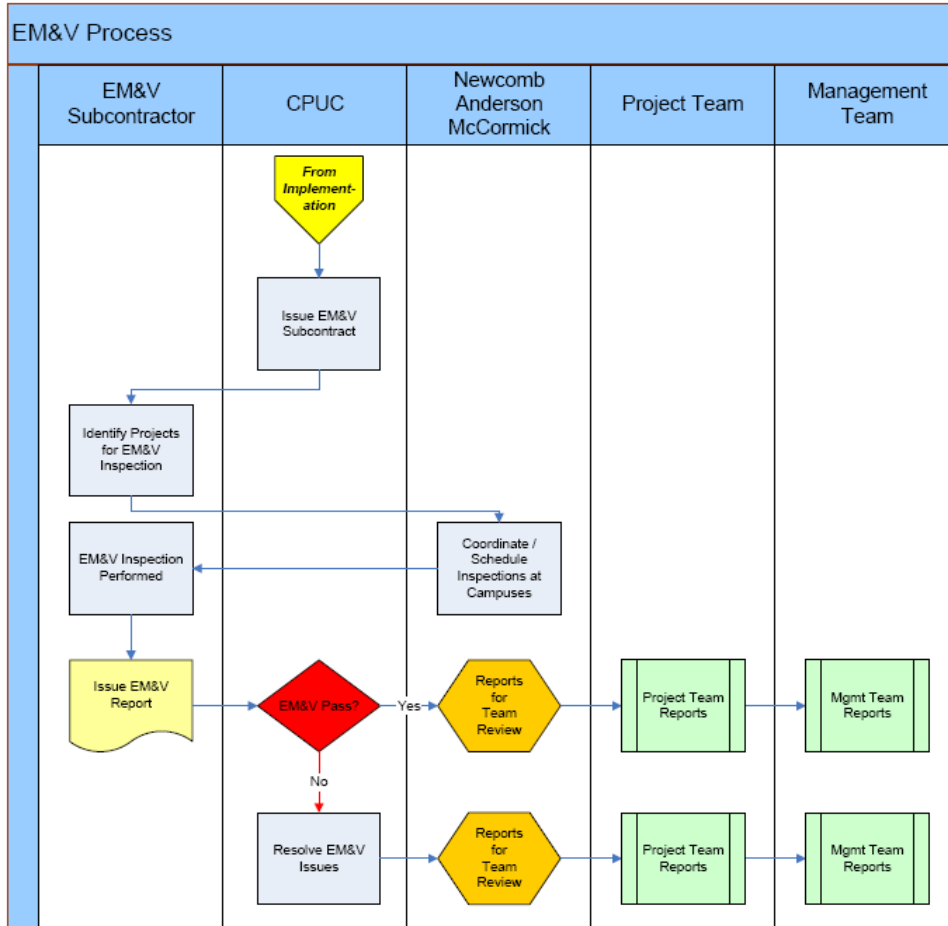 EM&V Process
EM&V
Subcontractor
CPUC
Newcomb
Anderson
McCormick
Project Team
Management
Team
From
Implement-
ation
Issue EM&V
Subcontract
Identify Projects
for EM&V
Inspection
EM&V Inspection
Performed
Coordinate /
Schedule
Inspections at
Campuses
Issue EM&V
Report
EM&V Pass?
Yes
Reports
for
Team
Review
Project Team
Reports
Mgmt Team
Reports
No
Resolve EM&V
Issues
Reports
for
Team
Review
Project Team
Reports
Mgmt Team
Reports